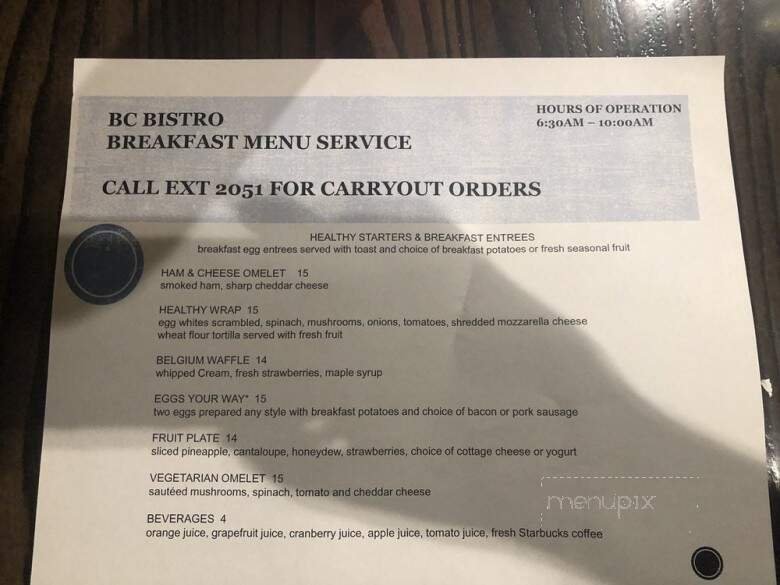 BC BISTRO
BREAKFAST MENU SERVICE
CALL EXT 2051 FOR CARRYOUT ORDERS
HOURS OF OPERATION
6:30AM – 10:00AM
HEALTHY STARTERS & BREAKFAST ENTREES
breakfast egg entrees served with toast and choice of breakfast potatoes or fresh seasonal fruit
HAM & CHEESE OMELET 15
smoked ham, sharp cheddar cheese
HEALTHY WRAP 15
egg whites scrambled, spinach, mushrooms, onions, tomatoes, shredded mozzarella cheese
wheat flour tortilla served with fresh fruit
BELGIUM WAFFLE 14
whipped Cream, fresh strawberries, maple syrup
EGGS YOUR WAY* 15
two eggs prepared any style with breakfast potatoes and choice of bacon or pork sausage
FRUIT PLATE 14
sliced pineapple, cantaloupe, honeydew, strawberries, choice of cottage cheese or yogurt
VEGETARIAN OMELET 15
sautéed mushrooms, spinach, tomato and cheddar cheese
BEVERAGES 4
orange juice, grapefruit juice, cranberry juice, apple juice, tomato juice, fresh Starbucks coffee
menupix